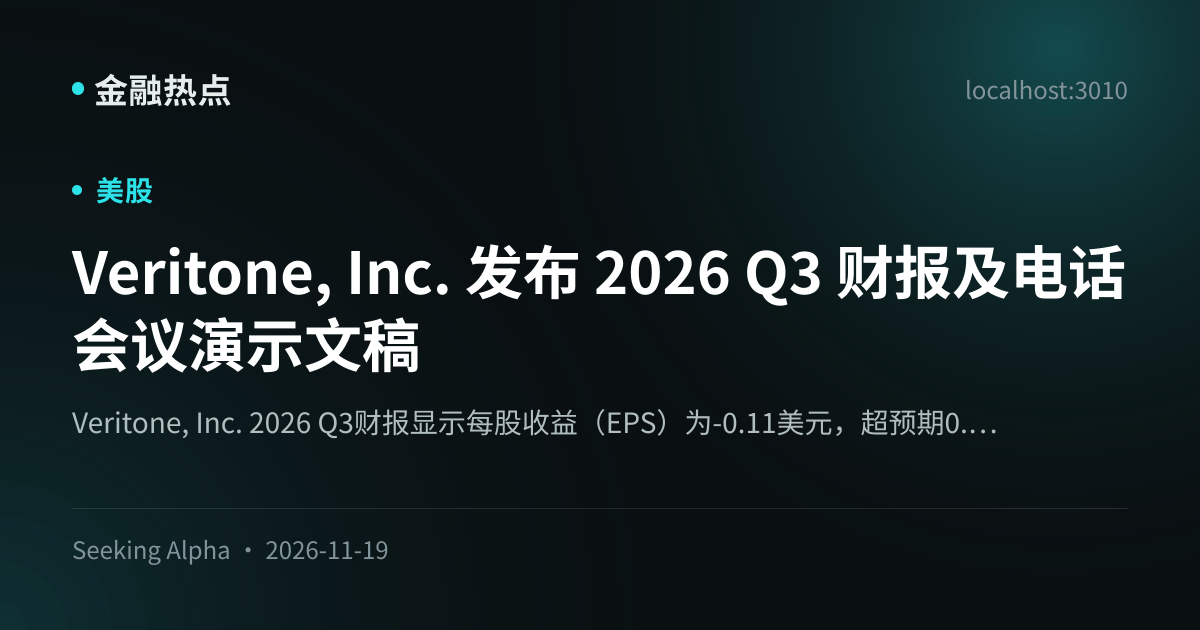 金融热点
localhost:3010
美股
Veritone, Inc. 发布 2026 Q3 财报及电话
会议演示文稿
Veritone, Inc. 2026 Q3财报显示每股收益（EPS）为-0.11美元，超预期0.…
Seeking Alpha · 2026-11-19